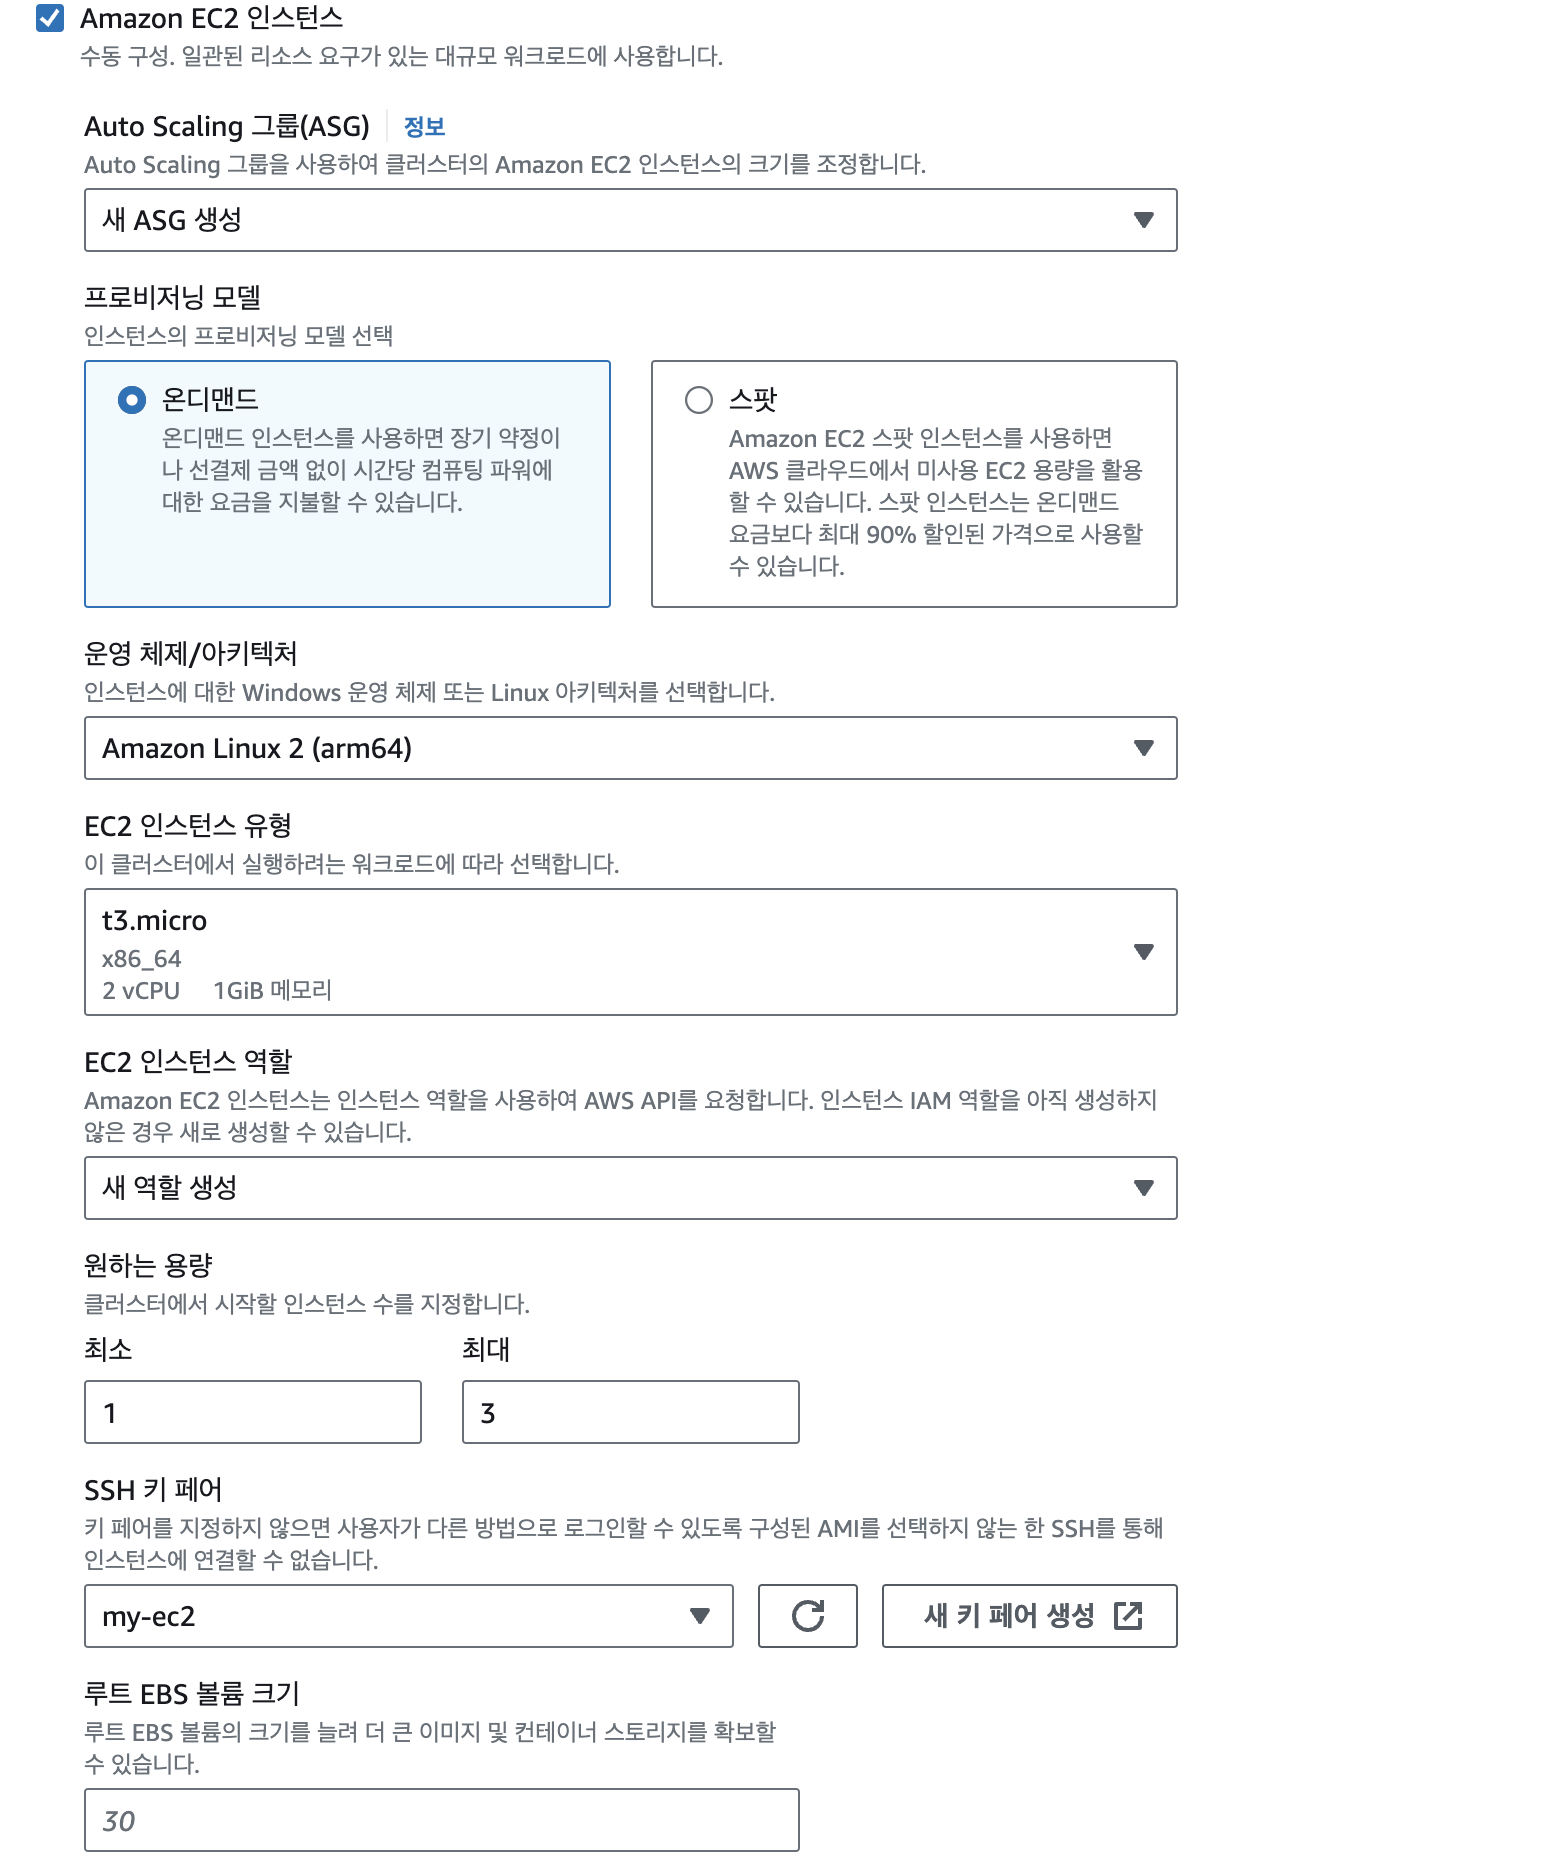 Amazon EC2 인스턴스
수동 구성. 일관된 리소스 요구가 있는 대규모 워크로드에 사용합니다.
Auto Scaling 그룹(ASG) 정보
Auto Scaling 그룹을 사용하여 클러스터의 Amazon EC2 인스턴스의 크기를 조정합니다.
새 ASG 생성
프로비저닝 모델
인스턴스의 프로비저닝 모델 선택
온디맨드
온디맨드 인스턴스를 사용하면 장기 약정이
나 선결제 금액 없이 시간당 컴퓨팅 파워에
대한 요금을 지불할 수 있습니다.
스팟
Amazon EC2 스팟 인스턴스를 사용하면
AWS 클라우드에서 미사용 EC2 용량을 활용
할 수 있습니다. 스팟 인스턴스는 온디맨드
요금보다 최대 90% 할인된 가격으로 사용할
수 있습니다.
운영 체제/아키텍처
인스턴스에 대한 Windows 운영 체제 또는 Linux 아키텍처를 선택합니다.
Amazon Linux 2 (arm64)
EC2 인스턴스 유형
이 클러스터에서 실행하려는 워크로드에 따라 선택합니다.
t3.micro
x86_64
2 vCPU 1GiB 메모리
EC2 인스턴스 역할
Amazon EC2 인스턴스는 인스턴스 역할을 사용하여 AWS API를 요청합니다. 인스턴스 IAM 역할을 아직 생성하지
않은 경우 새로 생성할 수 있습니다.
새 역할 생성
원하는 용량
클러스터에서 시작할 인스턴스 수를 지정합니다.
최소 최대
1 3
SSH 키 페어
키 페어를 지정하지 않으면 사용자가 다른 방법으로 로그인할 수 있도록 구성된 AMI를 선택하지 않는 한 SSH를 통해
인스턴스에 연결할 수 없습니다.
my-ec2 새 키 페어 생성
루트 EBS 볼륨 크기
루트 EBS 볼륨의 크기를 늘려 더 큰 이미지 및 컨테이너 스토리지를 확보할
수 있습니다.
30